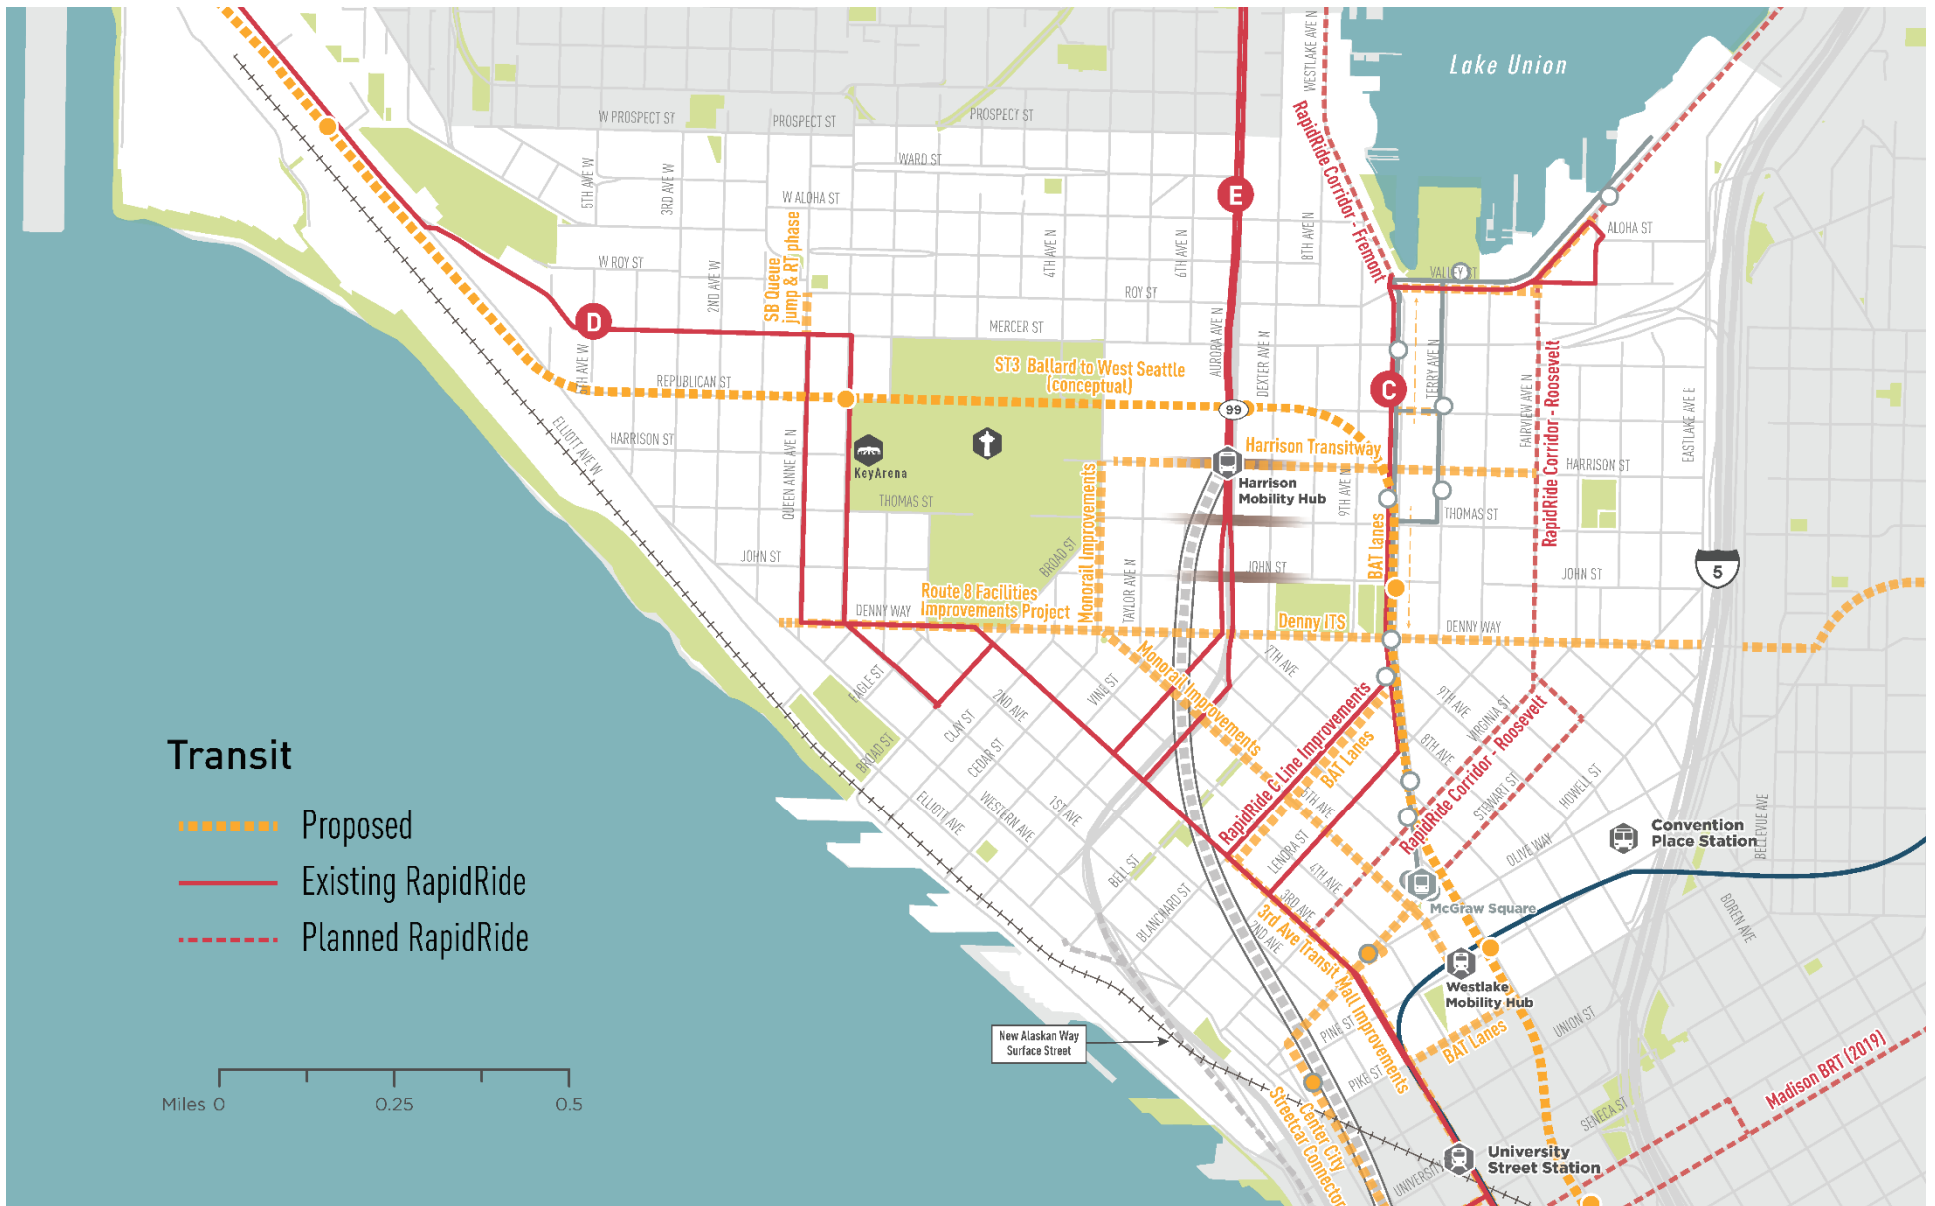 Lake Union
WESTLAKE AVE N
W PROSPECT ST
PROSPECT ST
PROSPECT ST
WARD ST
5TH AVE W
3RD AVE W
W ALOHA ST
E
RapidRide Corridor - Fremont
ALOHA ST
SB Queue
jump & RT phase
4TH AVE N
6TH AVE N
8TH AVE N
W ROY ST
2ND AVE W
VALLEY ST
ROY ST
D
MERCER ST
AURORA AVE N
DEXTER AVE N
TERRY AVE N
RapidRide Corridor - Roosevelt
FAIRVIEW AVE N
EASTLAKE AVE E
REPUBLICAN ST
ST3 Ballard to West Seattle
(conceptual)
C
99
ELLIOTT AVE W
HARRISON ST
QUEEN ANNE AVE N
KeyArena
THOMAS ST
Monorail Improvements
Harrison Transitway
Harrison
Mobility Hub
9TH AVE N
HARRISON ST
THOMAS ST
BAT Lanes
JOHN ST
BROAD ST
TAYLOR AVE N
JOHN ST
JOHN ST
5
Route 8 Facilities
Improvements Project
DENNY WAY
Denny ITS
DENNY WAY
EAGLE ST
2ND AVE
VINE ST
Monorail Improvements
7TH AVE
9TH AVE
VIRGINIA ST
RapidRide Corridor - Roosevelt
RapidRide C Line Improvements
BAT Lanes
8TH AVE
STEWART ST
HOWELL ST
CLAY ST
CEDAR ST
BROAD ST
ELLIOTT AVE
WESTERN AVE
1ST AVE
5TH AVE
LENORA ST
4TH AVE
OLIVE WAY
Convention
Place Station
BELLEVUE AVE
BELL ST
BLANCHARD ST
3RD AVE
2ND AVE
McGraw Square
BOREN AVE
3rd Ave Transit Mall Improvements
Westlake
Mobility Hub
PINE ST
PIKE ST
BAT Lanes
UNION ST
New Alaskan Way
Surface Street
Center City
Streetcar Connector
SENECA ST
Madison BRT (2019)
UNIVERSITY
University
Street Station
Transit
Proposed
Existing RapidRide
Planned RapidRide
Miles 0
0.25
0.5